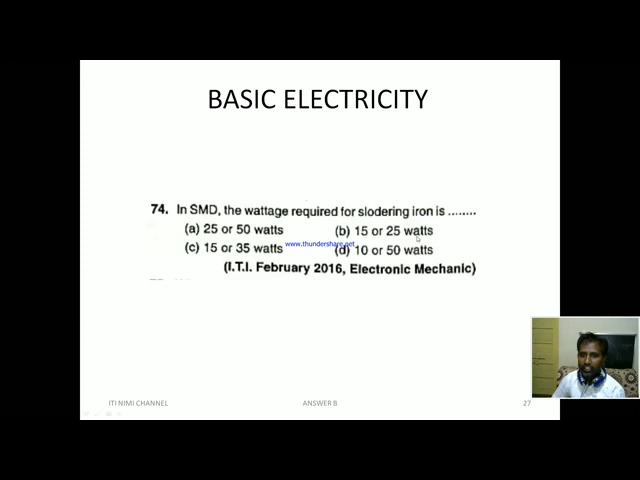 BASIC ELECTRICITY
74. In SMD, the wattage required for slodering iron is ........
(a) 25 or 50 watts (b) 15 or 25 watts
www.thundershare.net
(c) 15 or 35 watts (d) 10 or 50 watts
(I.T.I. February 2016, Electronic Mechanic)
ITI NIMI CHANNEL ANSWER B 27